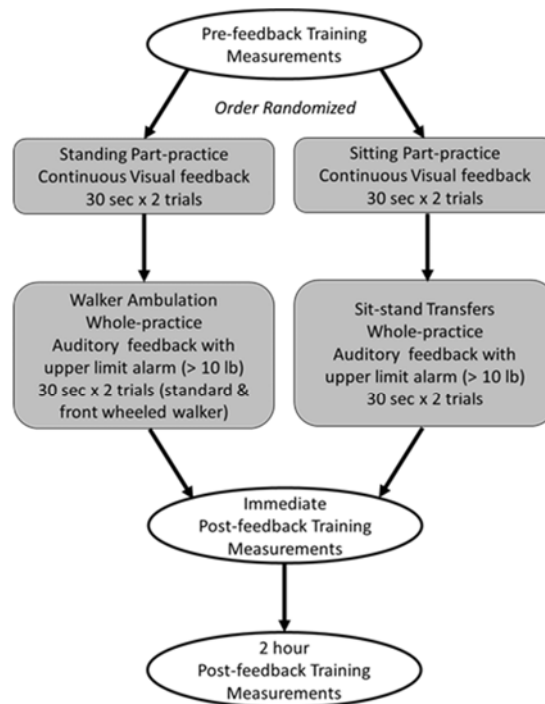 Pre-feedback Training
Measurements
Order Randomized
Standing Part-practice
Continuous Visual feedback
30 sec x 2 trials
Sitting Part-practice
Continuous Visual feedback
30 sec x 2 trials
Walker Ambulation
Whole-practice
Auditory feedback with
upper limit alarm (> 10 lb)
30 sec x 2 trials (standard &
front wheeled walker)
Sit-stand Transfers
Whole-practice
Auditory feedback with
upper limit alarm (> 10 lb)
30 sec x 2 trials
Immediate
Post-feedback Training
Measurements
2 hour
Post-feedback Training
Measurements